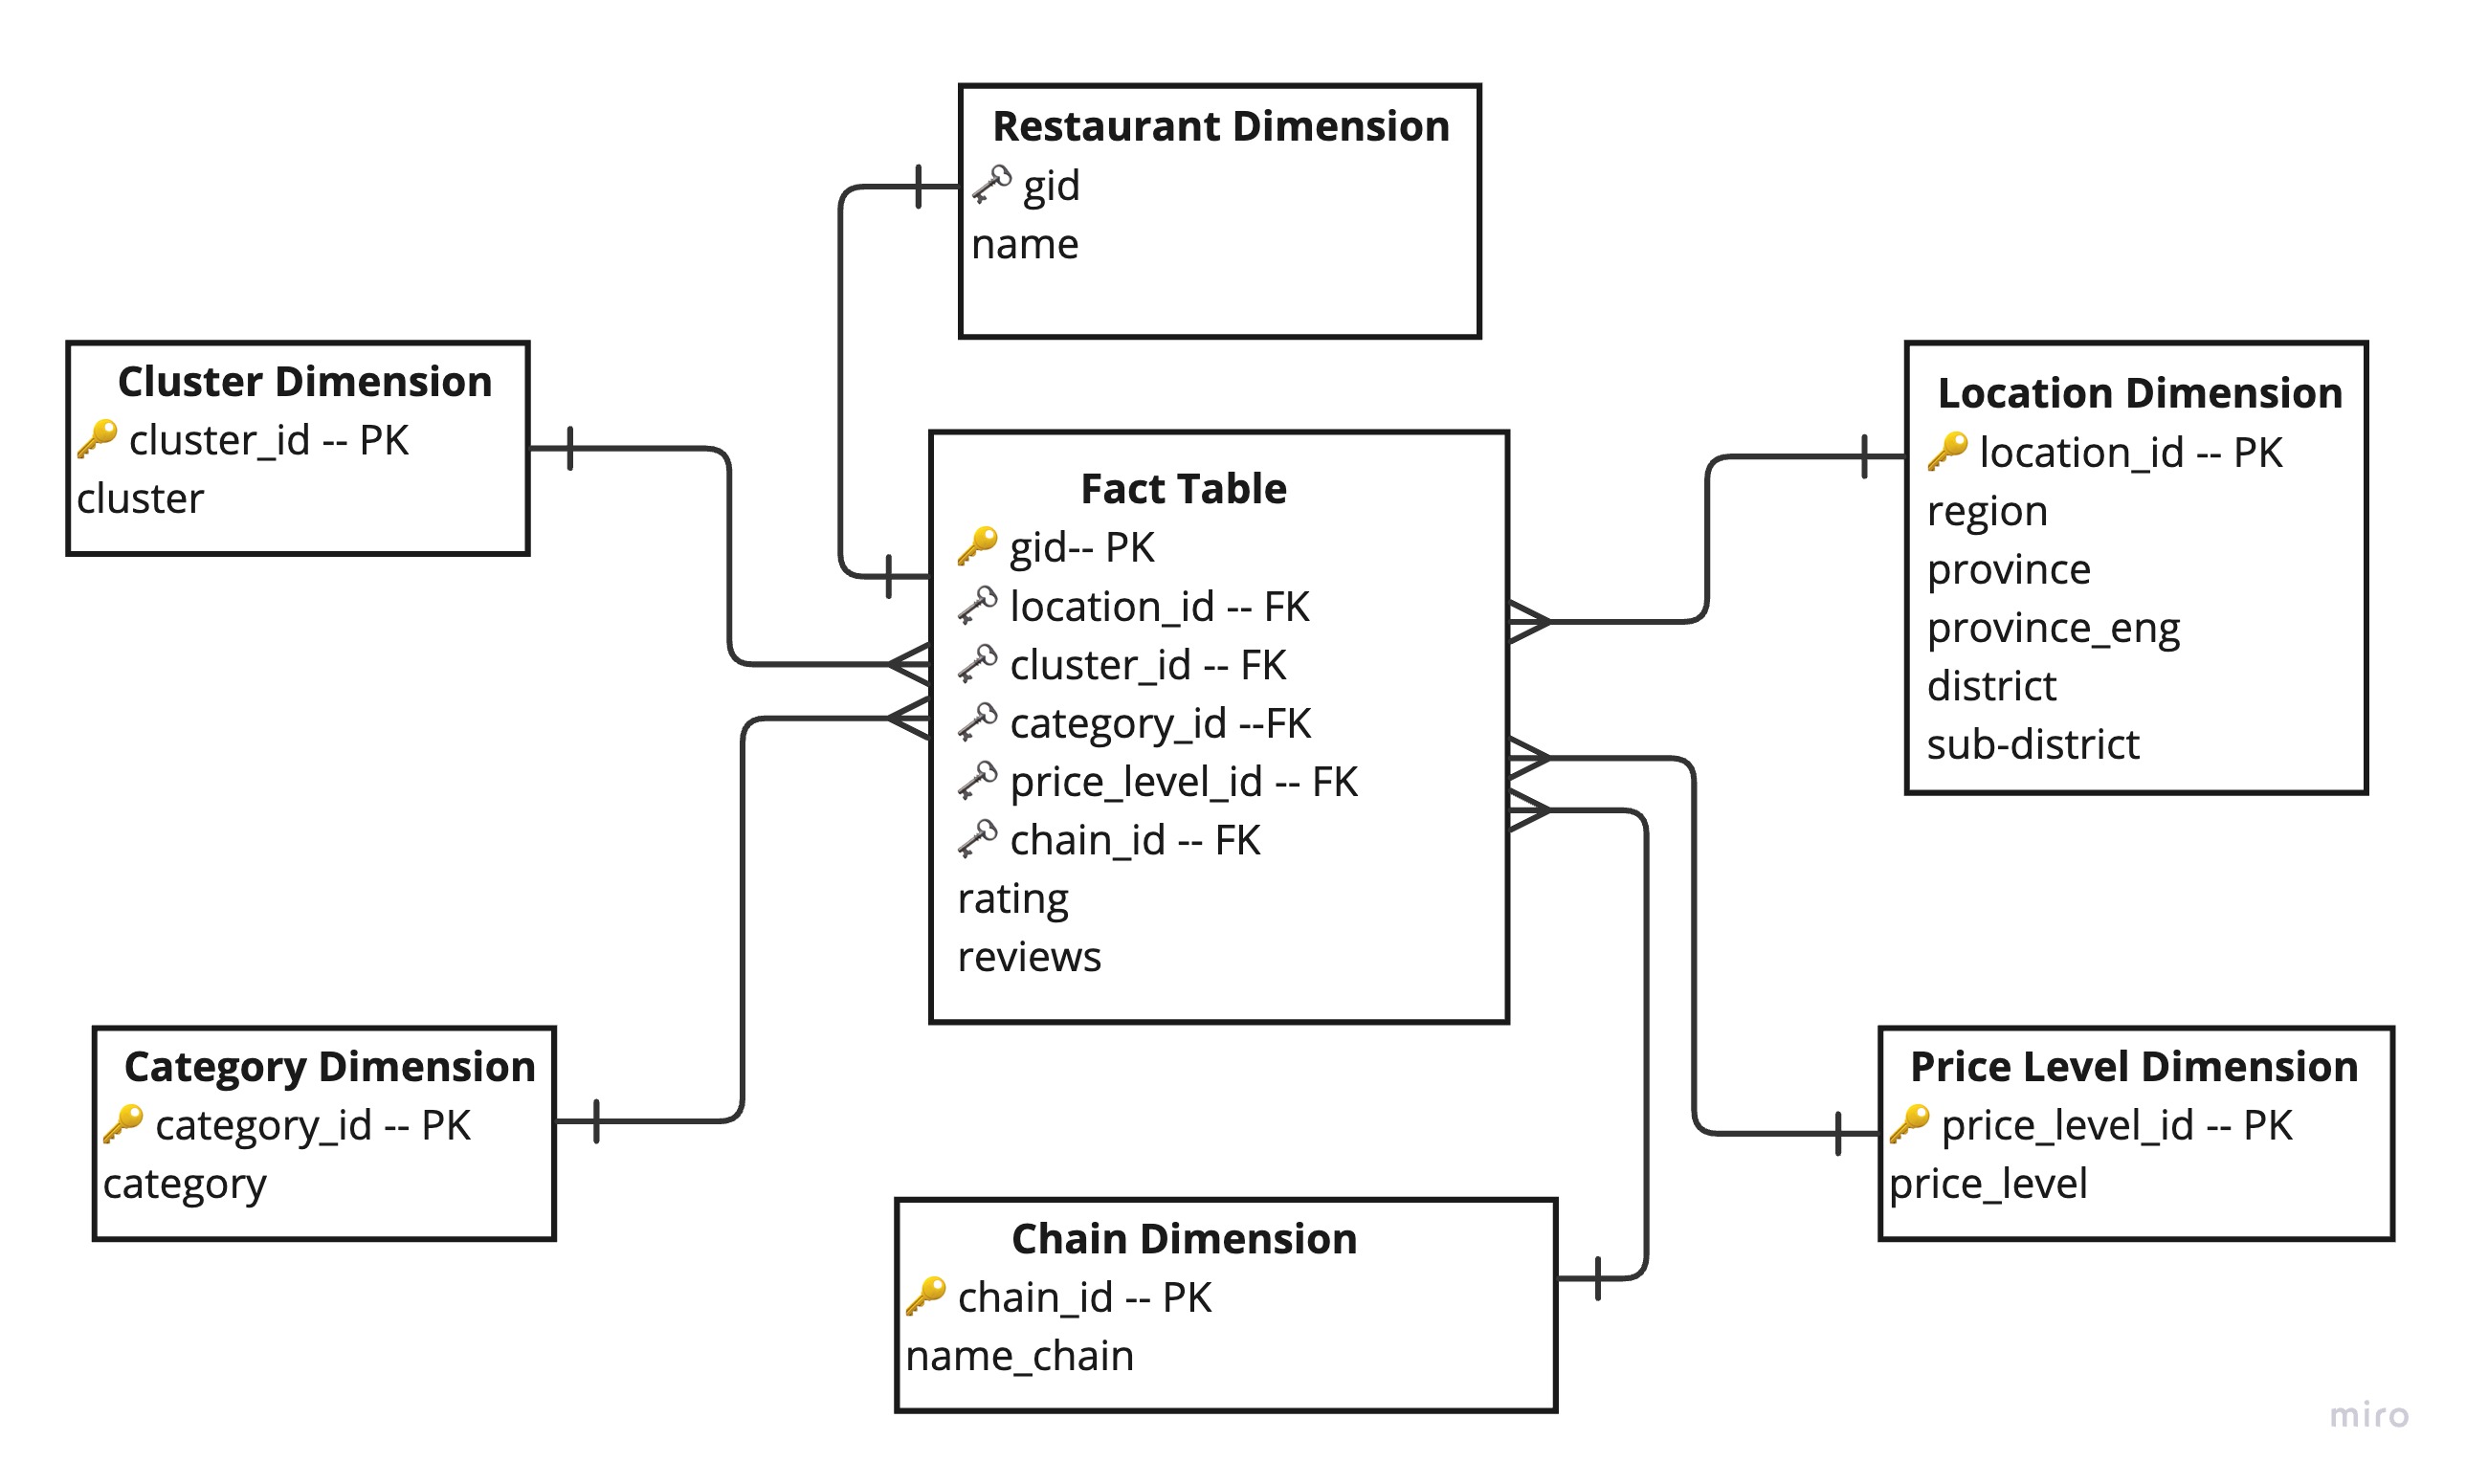 Restaurant Dimension
gid
name
Cluster Dimension
cluster_id -- PK
cluster
Fact Table
gid-- PK
location_id -- FK
cluster_id -- FK
category_id --FK
price_level_id -- FK
chain_id -- FK
rating
reviews
Location Dimension
location_id -- PK
region
province
province_eng
district
sub-district
Category Dimension
category_id -- PK
category
Chain Dimension
chain_id -- PK
name_chain
Price Level Dimension
price_level_id -- PK
price_level
miro